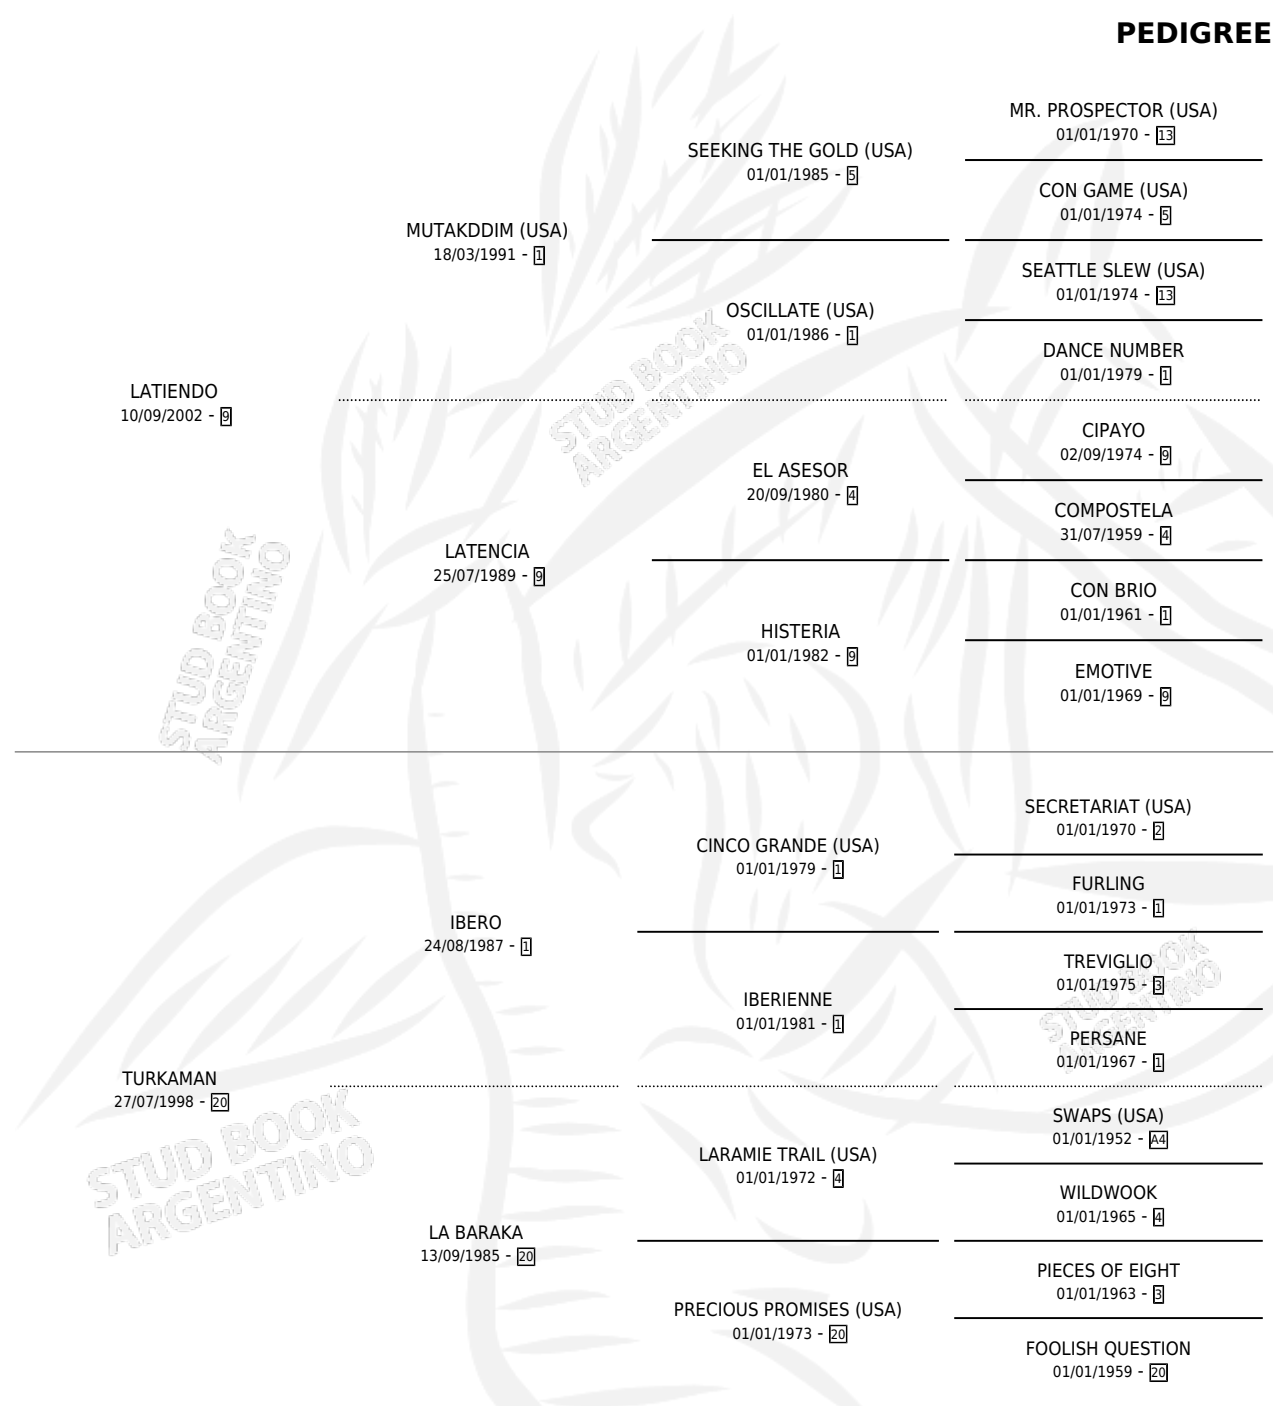 PEDIGREE
MR. PROSPECTOR (USA)
01/01/1970 - 13
SEEKING THE GOLD (USA)
01/01/1985 - 5
CON GAME (USA)
01/01/1974 - 5
MUTAKDDIM (USA)
18/03/1991 - 1
SEATTLE SLEW (USA)
01/01/1974 - 13
OSCILLATE (USA)
01/01/1986 - 1
DANCE NUMBER
01/01/1979 - 1
LATIENDO
10/09/2002 - 9
CIPAYO
02/09/1974 - 9
EL ASESOR
20/09/1980 - 4
COMPOSTELA
31/07/1959 - 4
LATENCIA
25/07/1989 - 9
CON BRIO
01/01/1961 - 1
HISTERIA
01/01/1982 - 9
EMOTIVE
01/01/1969 - 9
SECRETARIAT (USA)
01/01/1970 - 2
CINCO GRANDE (USA)
01/01/1979 - 1
FURLING
01/01/1973 - 1
IBERO
24/08/1987 - 1
TREVIGLIO
01/01/1975 - 3
IBERIENNE
01/01/1981 - 1
PERSANE
01/01/1967 - 1
TURKAMAN
27/07/1998 - 20
SWAPS (USA)
01/01/1952 - A4
LARAMIE TRAIL (USA)
01/01/1972 - 4
WILDWOOK
01/01/1965 - 4
LA BARAKA
13/09/1985 - 20
PIECES OF EIGHT
01/01/1963 - 3
PRECIOUS PROMISES (USA)
01/01/1973 - 20
FOOLISH QUESTION
01/01/1959 - 20
STUD BOOK
ARGENTINO
STUD BOOK
ARGENTINO
STUD BOOK
ARGENTINO
STUD BOOK
ARGENTINO